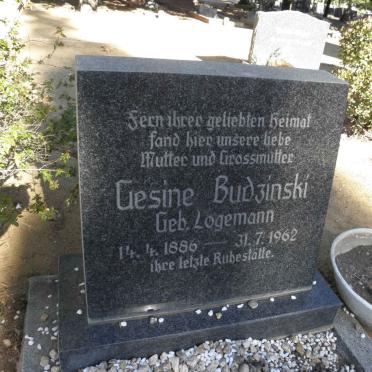 Fern ihrer geliebten Heimat
fand hier unsere liebe
Mutter und Grossmutter
Gesine Budzinski
Geb. Logemann
14. 4. 1886 — 31. 7. 1962
ihre letzte Ruhestätte.